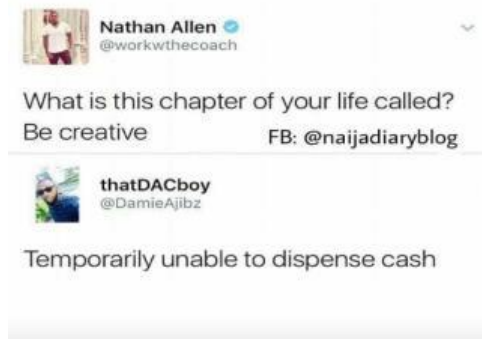 Nathan Allen
@workwthecoach
What is this chapter of your life called?
Be creative
FB: @naijadiaryblog
thatDACboy
@DamieAjibz
Temporarily unable to dispense cash